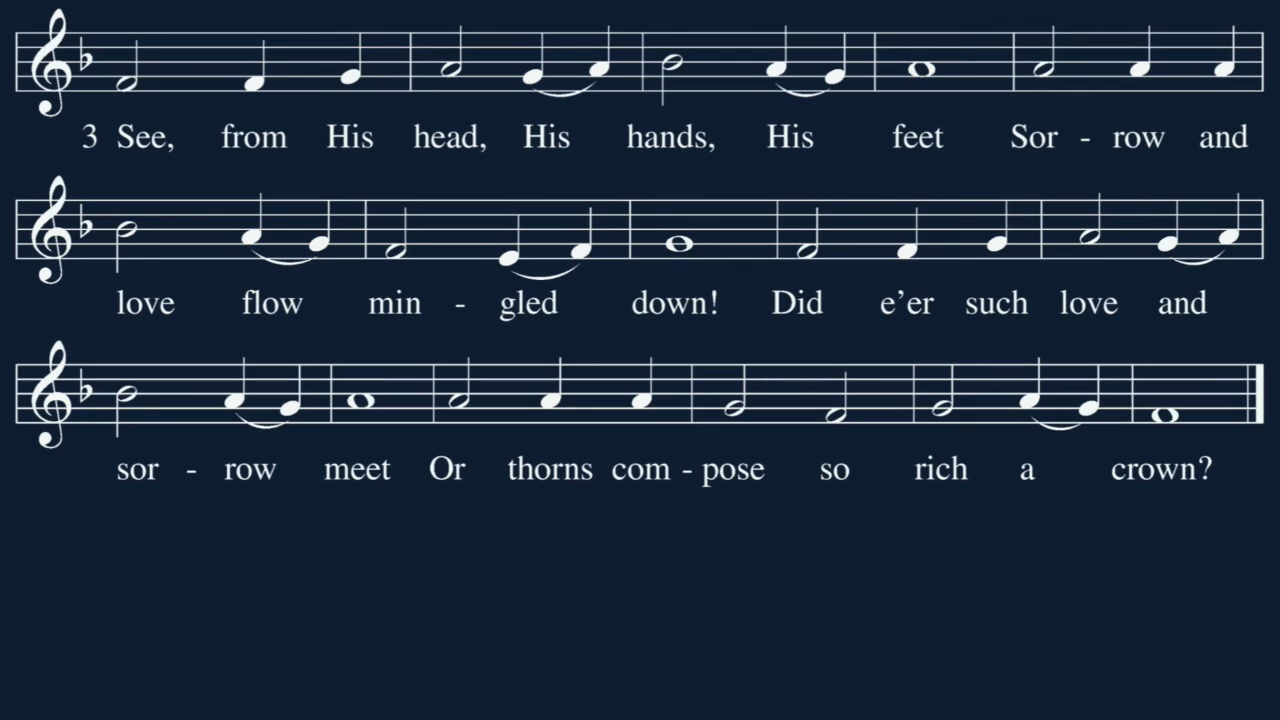 3 See, from His head, His hands, His feet Sor - row and
love flow min - gled down! Did e’er such love and
sor - row meet Or thorns com - pose so rich a crown?